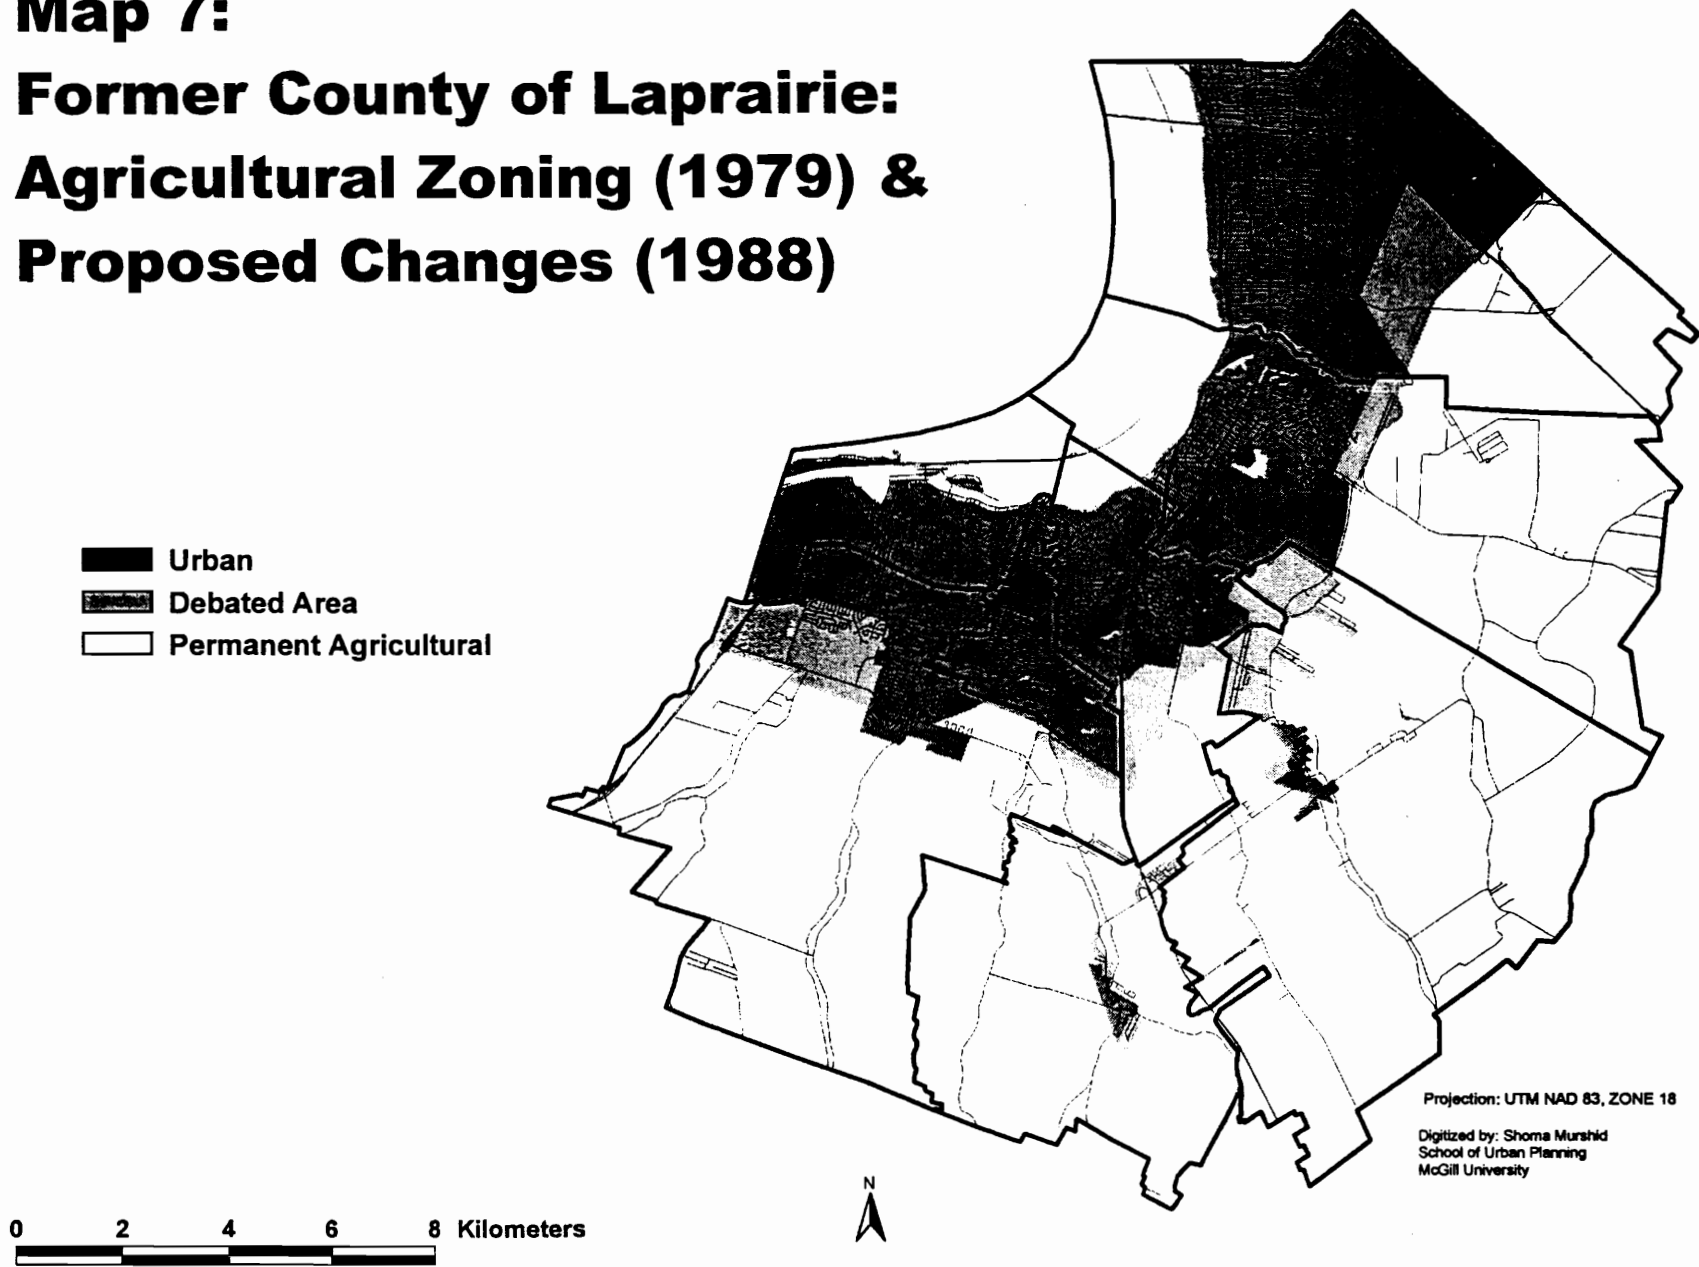 Map 7:
Former County of Laprairie:
Agricultural Zoning (1979) &
Proposed Changes (1988)
Urban
Debated Area
Permanent Agricultural
Projection: UTM NAD 83, ZONE 18
Digitized by: Shoma Murshid
School of Urban Planning
McGill University
N
0 2 4 6 8 Kilometers